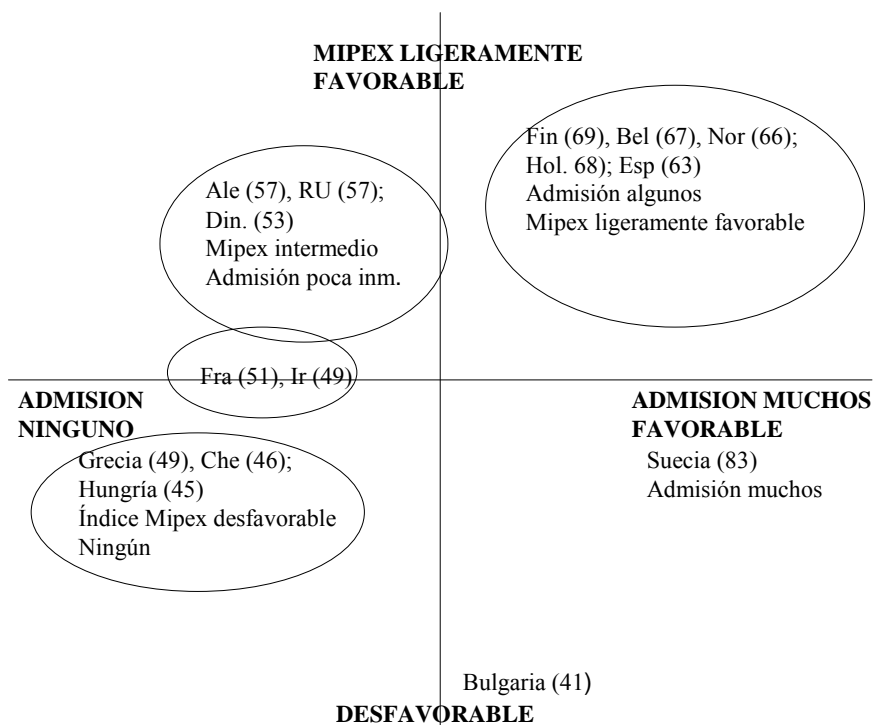 MIPEX LIGERAMENTE
FAVORABLE
Fin (69), Bel (67), Nor (66);
Hol. 68); Esp (63)
Admisión algunos
Mipex ligeramente favorable
Ale (57), RU (57);
Din. (53)
Mipex intermedio
Admisión poca inm.
Fra (51), Ir (49)
ADMISION
NINGUNO
ADMISION MUCHOS
FAVORABLE
Grecia (49), Che (46);
Hungría (45)
Índice Mipex desfavorable
Ningún
Suecia (83)
Admisión muchos
Bulgaria (41)
DESFAVORABLE